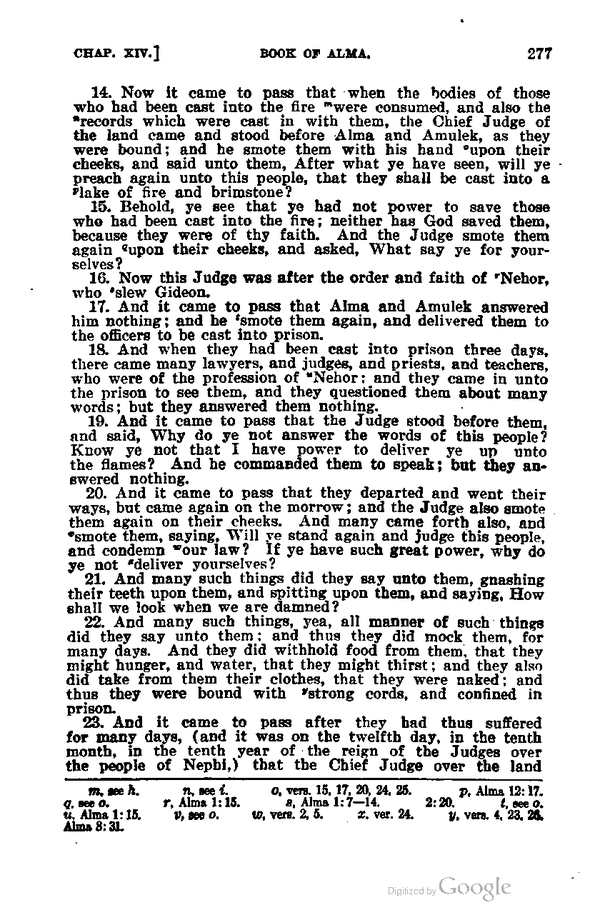 CHAP. XIV.] BOOK OF ALMA. 277
14. Now it came to pass that when the bodies of those
who had been cast into the fire ᵐwere consumed, and also the
ⁿrecords which were cast in with them, the Chief Judge of
the land came and stood before Alma and Amulek, as they
were bound; and he smote them with his hand ᵒupon their
cheeks, and said unto them, After what ye have seen, will ye
preach again unto this people, that they shall be cast into a
ᵖlake of fire and brimstone?
15. Behold, ye see that ye had not power to save those
who had been cast into the fire; neither has God saved them,
because they were of thy faith. And the Judge smote them
again qupon their cheeks, and asked, What say ye for your-
selves?
16. Now this Judge was after the order and faith of ʳNehor,
who ˢslew Gideon.
17. And it came to pass that Alma and Amulek answered
him nothing; and he ᵗsmote them again, and delivered them to
the officers to be cast into prison.
18. And when they had been cast into prison three days,
there came many lawyers, and judges, and priests, and teachers,
who were of the profession of ᵘNehor: and they came in unto
the prison to see them, and they questioned them about many
words; but they answered them nothing.
19. And it came to pass that the Judge stood before them,
and said, Why do ye not answer the words of this people?
Know ye not that I have power to deliver ye up unto
the flames? And he commanded them to speak; but they an-
swered nothing.
20. And it came to pass that they departed and went their
ways, but came again on the morrow; and the Judge also smote
them again on their cheeks. And many came forth also, and
ᵛsmote them, saying, Will ye stand again and judge this people,
and condemn ʷour law? If ye have such great power, why do
ye not ˣdeliver yourselves?
21. And many such things did they say unto them, gnashing
their teeth upon them, and spitting upon them, and saying, How
shall we look when we are damned?
22. And many such things, yea, all manner of such things
did they say unto them; and thus they did mock them, for
many days. And they did withhold food from them, that they
might hunger, and water, that they might thirst; and they also
did take from them their clothes, that they were naked; and
thus they were bound with ʸstrong cords, and confined in
prison.
23. And it came to pass after they had thus suffered
for many days, (and it was on the twelfth day, in the tenth
month, in the tenth year of the reign of the Judges over
the people of Nephi,) that the Chief Judge over the land
m, see h. n, see i. o, vers. 15, 17, 20, 24, 25. p, Alma 12:17.
q, see o. r, Alma 1:15. s, Alma 1:7—14. 2:20. t, see o.
u. Alma 1:15. v, see o. w, vers. 2, 5. x. ver. 24. y, vers. 4, 23, 26.
Alma 8:31.
Digitized by Google